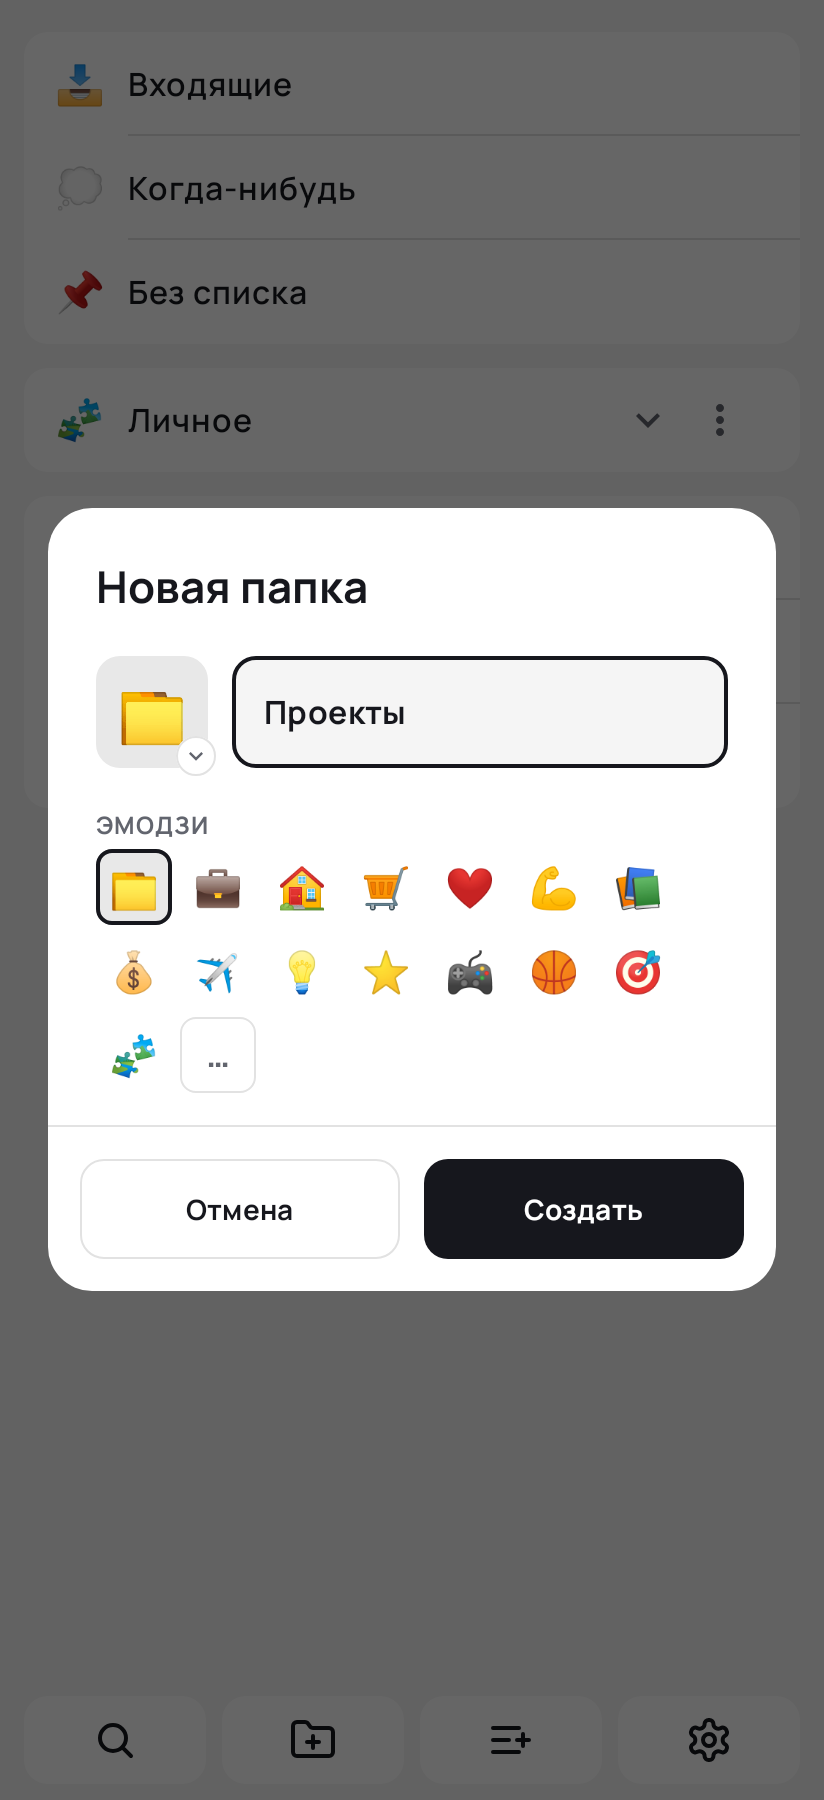 Входящие
Когда-нибудь
Без списка
Личное
Новая папка
Проекты
ЭМОДЗИ
...
Отмена
Создать